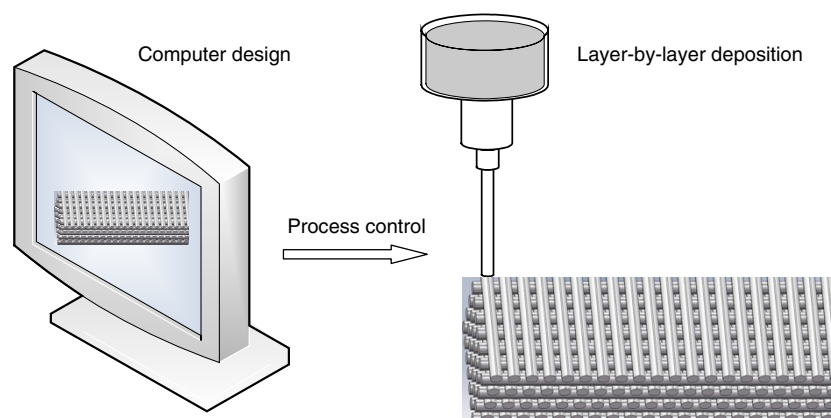 Computer design
Layer-by-layer deposition
Process control